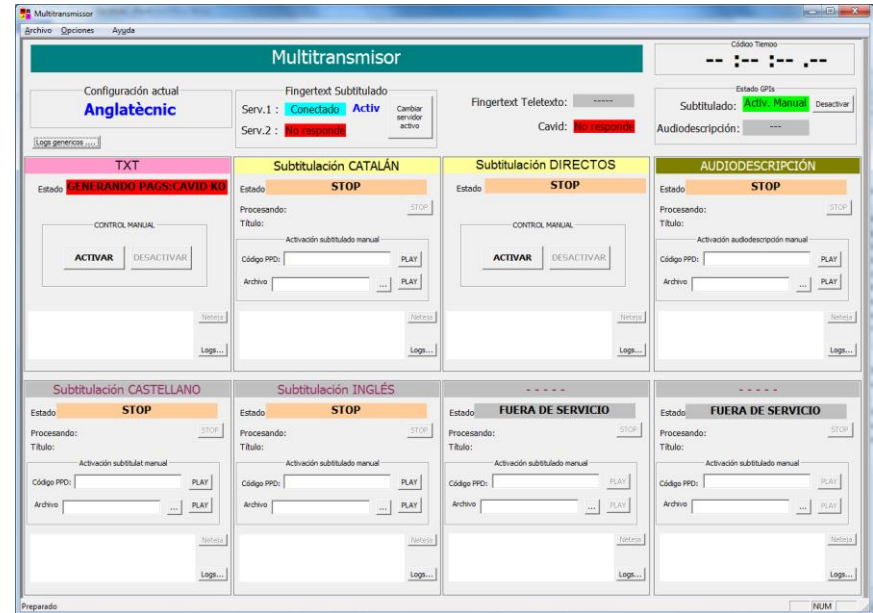 Multitransmissor
Archivo Opciones Ayuda
Multitransmisor
Código Tiempo
-- :-- :-- .--
Configuración actual
Anglatècnic
Logs genericos ....
Fingertext Subtitulado
Serv.1 : Conectado Activ
Serv.2 : No responde
Cambiar servidor activo
Fingertext Teletexto: -----
Cavid: No responde
Estado GPIs
Subtitulado: Activ. Manual Desactivar
Audiodescripción: ---
TXT
Estado GENERANDO PAGS:CAVID KO
CONTROL MANUAL
ACTIVAR DESACTIVAR
Neteja
Logs...
Subtitulación CATALÁN
Estado STOP
Procesando: STOP
Título:
Activación subtitulado manual
Código PPD: PLAY
Archivo ... PLAY
Neteja
Logs...
Subtitulación DIRECTOS
Estado STOP
CONTROL MANUAL
ACTIVAR DESACTIVAR
Neteja
Logs...
AUDIODESCRIPCIÓN
Estado STOP
Procesando: STOP
Título:
Activación audiodescripción manual
Código PPD: PLAY
Archivo ... PLAY
Neteja
Logs...
Subtitulación CASTELLANO
Estado STOP
Procesando: STOP
Título:
Activación subtitulat manual
Código PPD: PLAY
Archivo ... PLAY
Neteja
Logs...
Subtitulación INGLÉS
Estado STOP
Procesando: STOP
Título:
Activación subtitulado manual
Código PPD: PLAY
Archivo ... PLAY
Neteja
Logs...
- - - - -
Estado FUERA DE SERVICIO
Procesando: STOP
Título:
Activación subtitulado manual
Código PPD: PLAY
Archivo ... PLAY
Neteja
Logs...
- - - - -
Estado FUERA DE SERVICIO
Procesando: STOP
Título:
Activación subtitulado manual
Código PPD: PLAY
Archivo ... PLAY
Neteja
Logs...
Preparado NUM